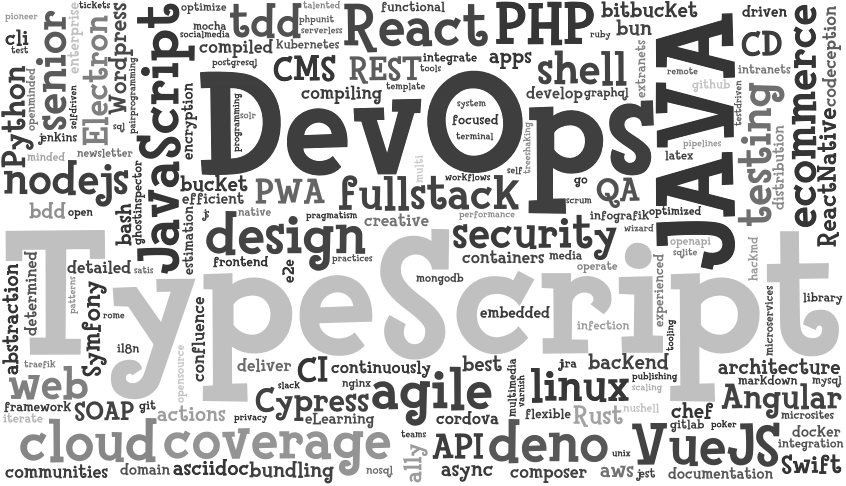 pioneer
tickets
optimize
talented
functional
bitbucket
driven
cli
test
senior
enterprise
Electron
Wordpress
JavaScript
mocha
socialmedia
tdd
phpunit
serverless
React
PHP
ruby
bun
extranets
JAVA
CD
ecommerce
codeception
compiled
Kubernetes
postgresql
CMS
REST
integrate
tools
apps
shell
remote
intranets
github
Python
openminded
selfdriven
jenkins
sql
pairprogramming
encryption
compiling
template
develop
graphql
testdriven
testing
distribution
ReactNative
DevOps
programming
solr
system
focused
terminal
treeshaking
pipelines
latex
minded
newsletter
nodejs
bucket
efficient
PWA
multi
fullstack
workflows
self
go
scrum
QA
bdd
open
bash
ghostinspector
estimation
js
native
pragmatism
creative
performance
infografik
optimized
wizard
design
security
frontend
e2e
practices
containers
media
operate
openapi
sqlite
hackmd
TypeScript
abstraction
determined
detailed
satis
patterns
Symfony
rome
mongodb
embedded
infection
experienced
tooling
microservices
library
i18n
traefik
opensource
confluence
deliver
CI
continuously
best
jra
backend
architecture
web
slack
nginx
agile
multimedia
varnish
linux
publishing
scaling
markdown
mysql
framework
iterate
SOAP
git
actions
privacy
Cypress
eLearning
cordova
flexible
Rust
nushell
chef
gitlab
poker
Angular
microsites
cloud
coverage
teams
a11y
API
deno
unix
VueJS
docker
integration
communities
domain
asciidoc
bundling
nosql
async
composer
aws
jest
documentation
Swift